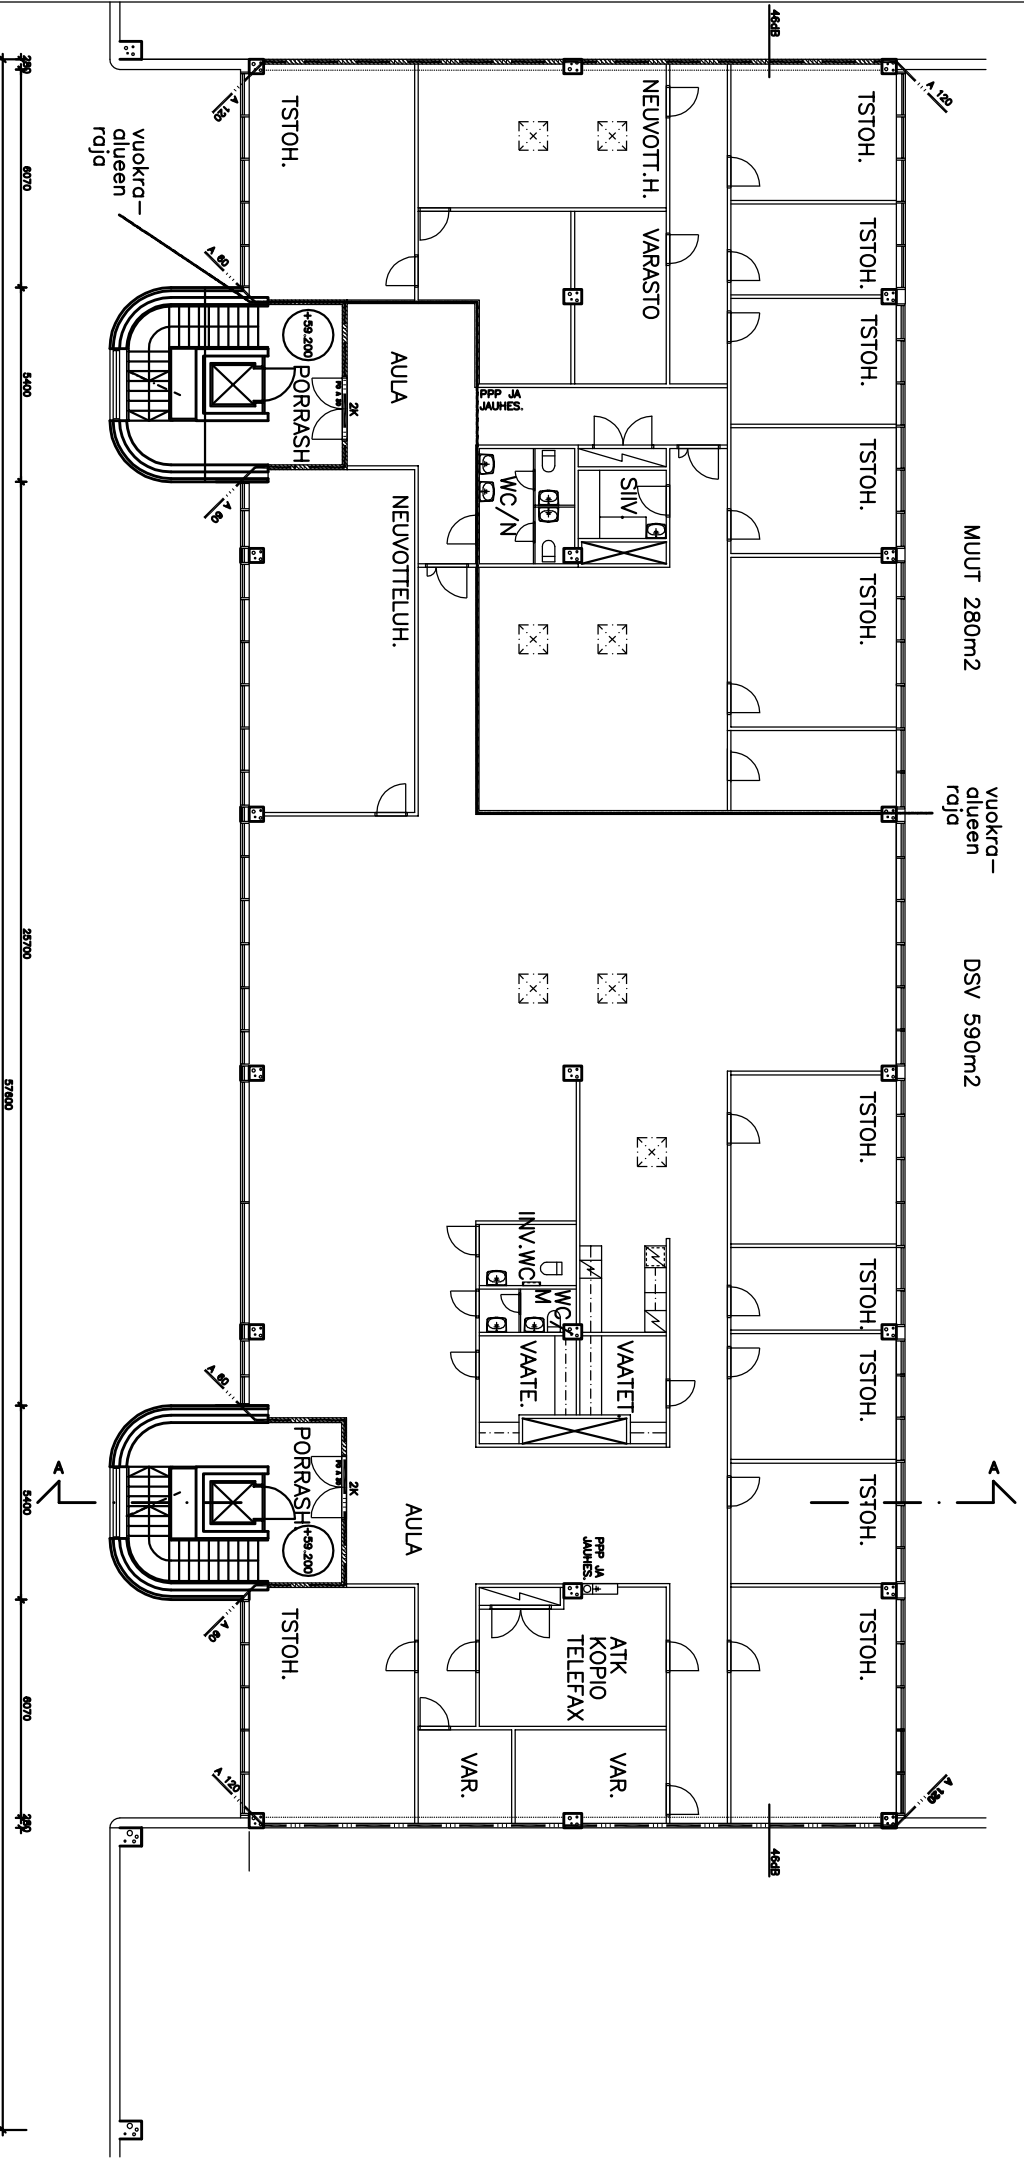 MUUT 280m2
DSV 590m2
vuokra–
alueen
raja
A 120
46dB
A
A 120
46dB
TSTOH.
TSTOH.
TSTOH.
TSTOH.
TSTOH.
TSTOH.
TSTOH.
TSTOH.
TSTOH.
TSTOH.
NEUVOTT.H.
VARASTO
SIIV.
PPP JA
JAUHES.
WC/N
INV.WC
WC/
M
VAATE.
VAATET.
PPP JA
JAUHES.
ATK
KOPIO
TELEFAX
VAR.
VAR.
AULA
NEUVOTTELUH.
AULA
TSTOH.
+59.200
PORRASH
2K
PORRASH.
+59.200
2K
TSTOH.
A 120
A 60
A 60
A 60
A 60
A 120
vuokra–
alueen
raja
A
280
6070
5400
25700
5400
6070
280
57800